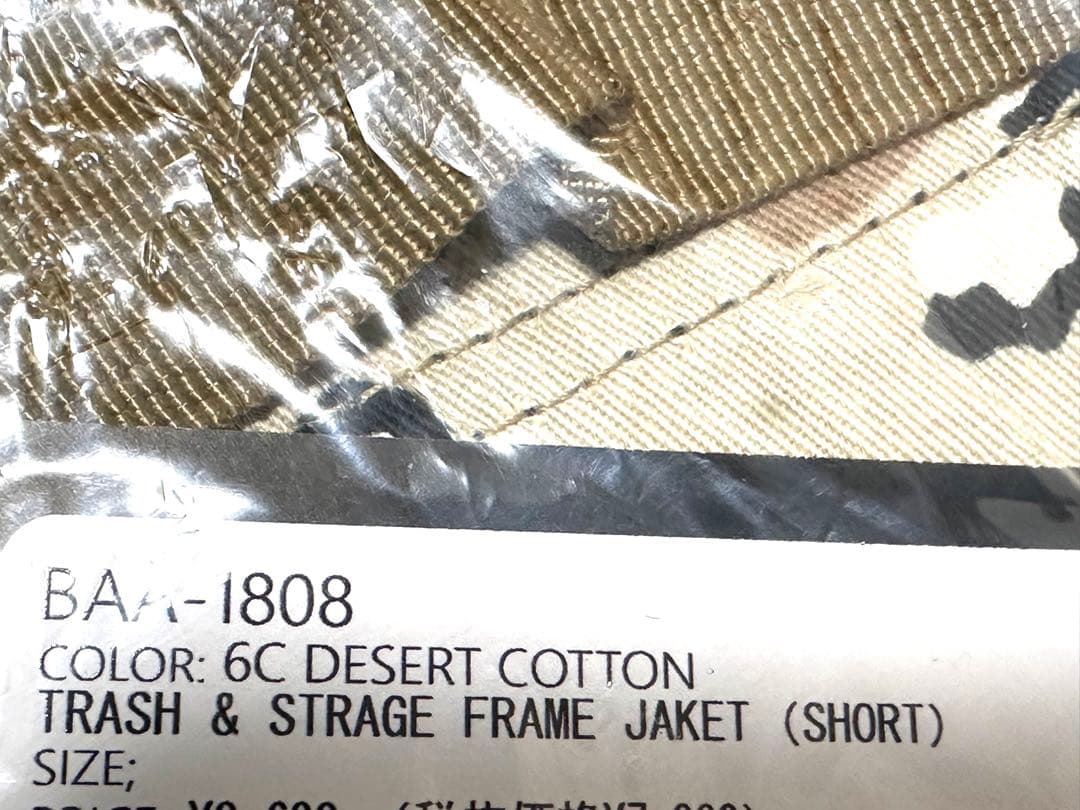 BAA-1808
COLOR: 6C DESERT COTTON
TRASH & STRAGE FRAME JAKET (SHORT)
SIZE;